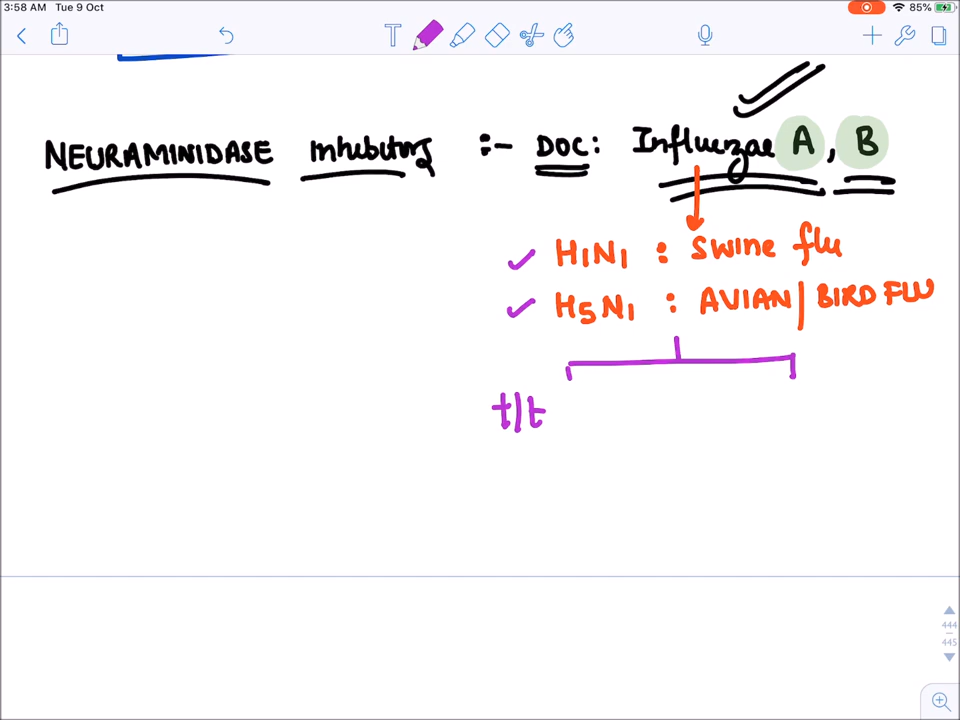 3:58 AM Tue 9 Oct 85%
T
NEURAMINIDASE Inhibitors :- DOC: Influenzae A, B
H1N1 : Swine flu
H5N1 : AVIAN/BIRD FLU
t/t
444
445